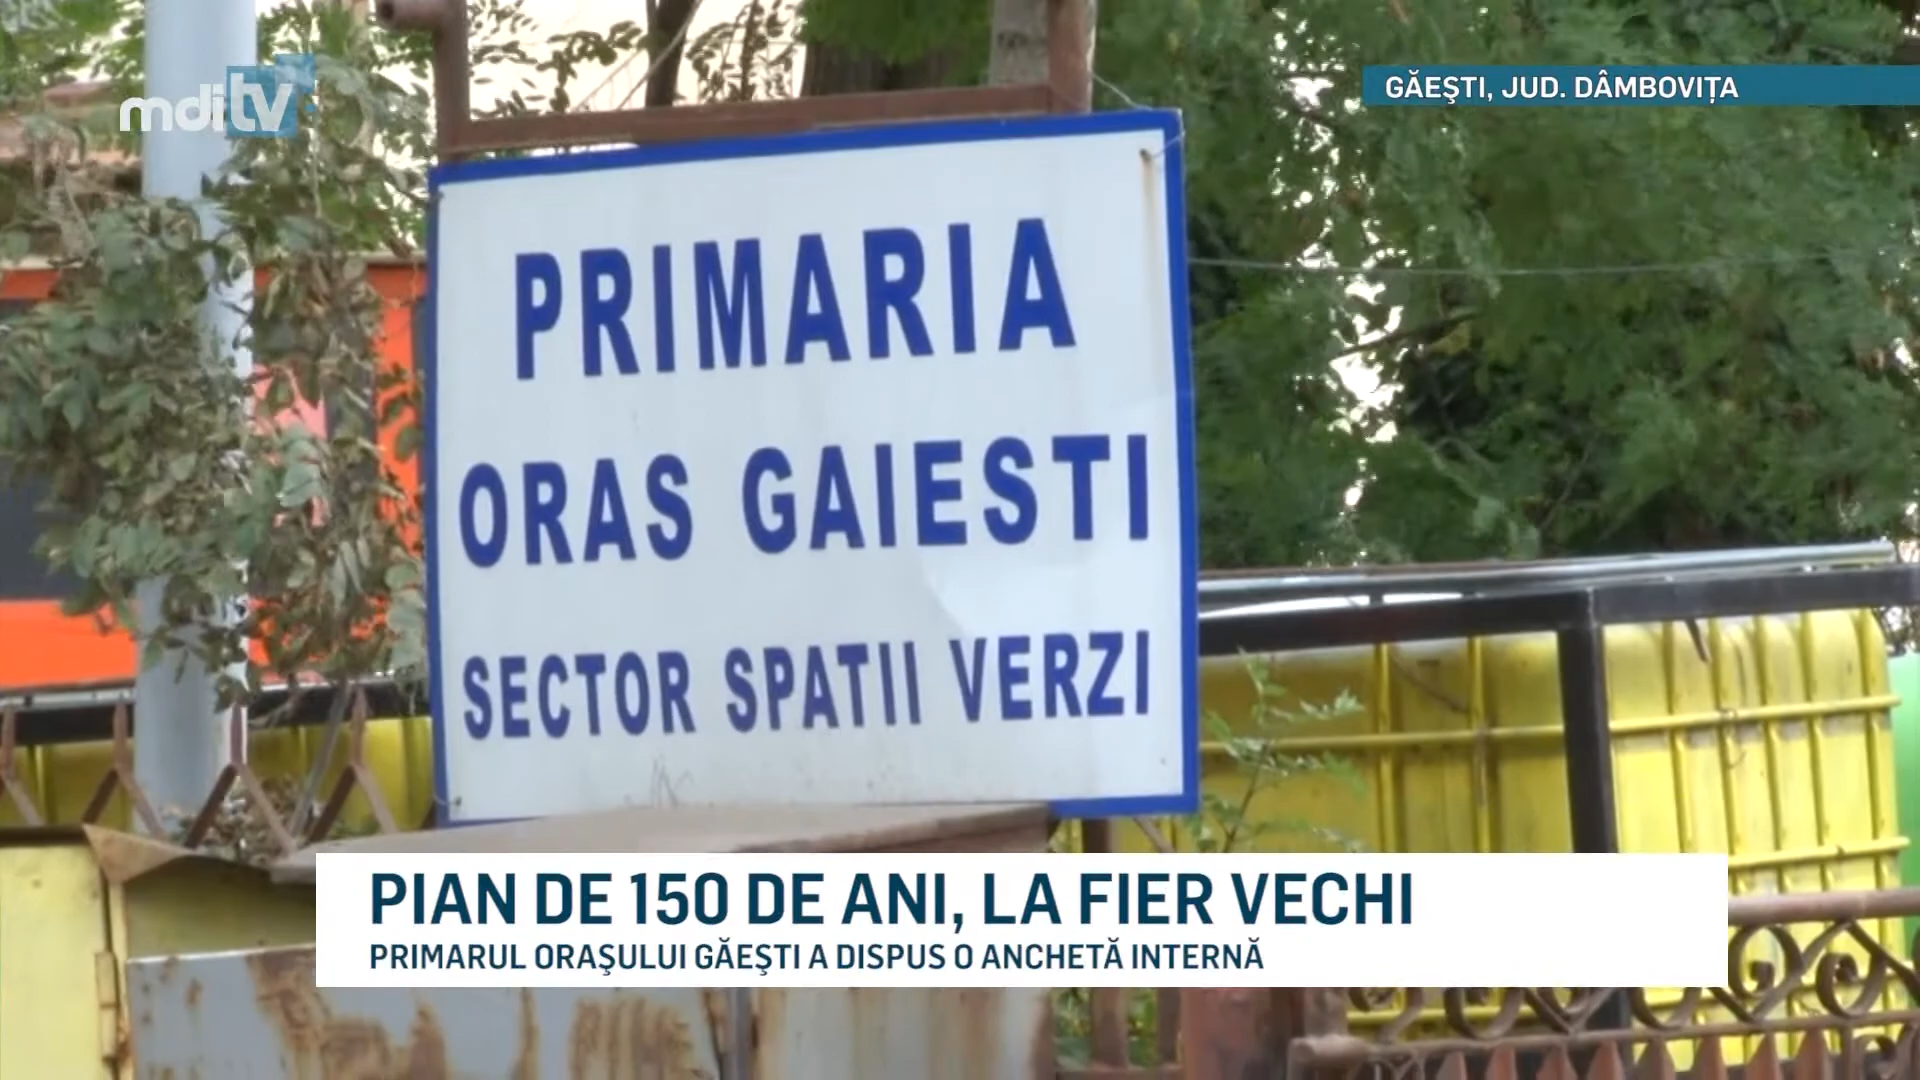 mditv
GĂEŞTI, JUD. DÂMBOVIȚA
PRIMARIA
ORAS GAIESTI
SECTOR SPATII VERZI
PIAN DE 150 DE ANI, LA FIER VECHI
PRIMARUL ORAŞULUI GĂEŞTI A DISPUS O ANCHETĂ INTERNĂ